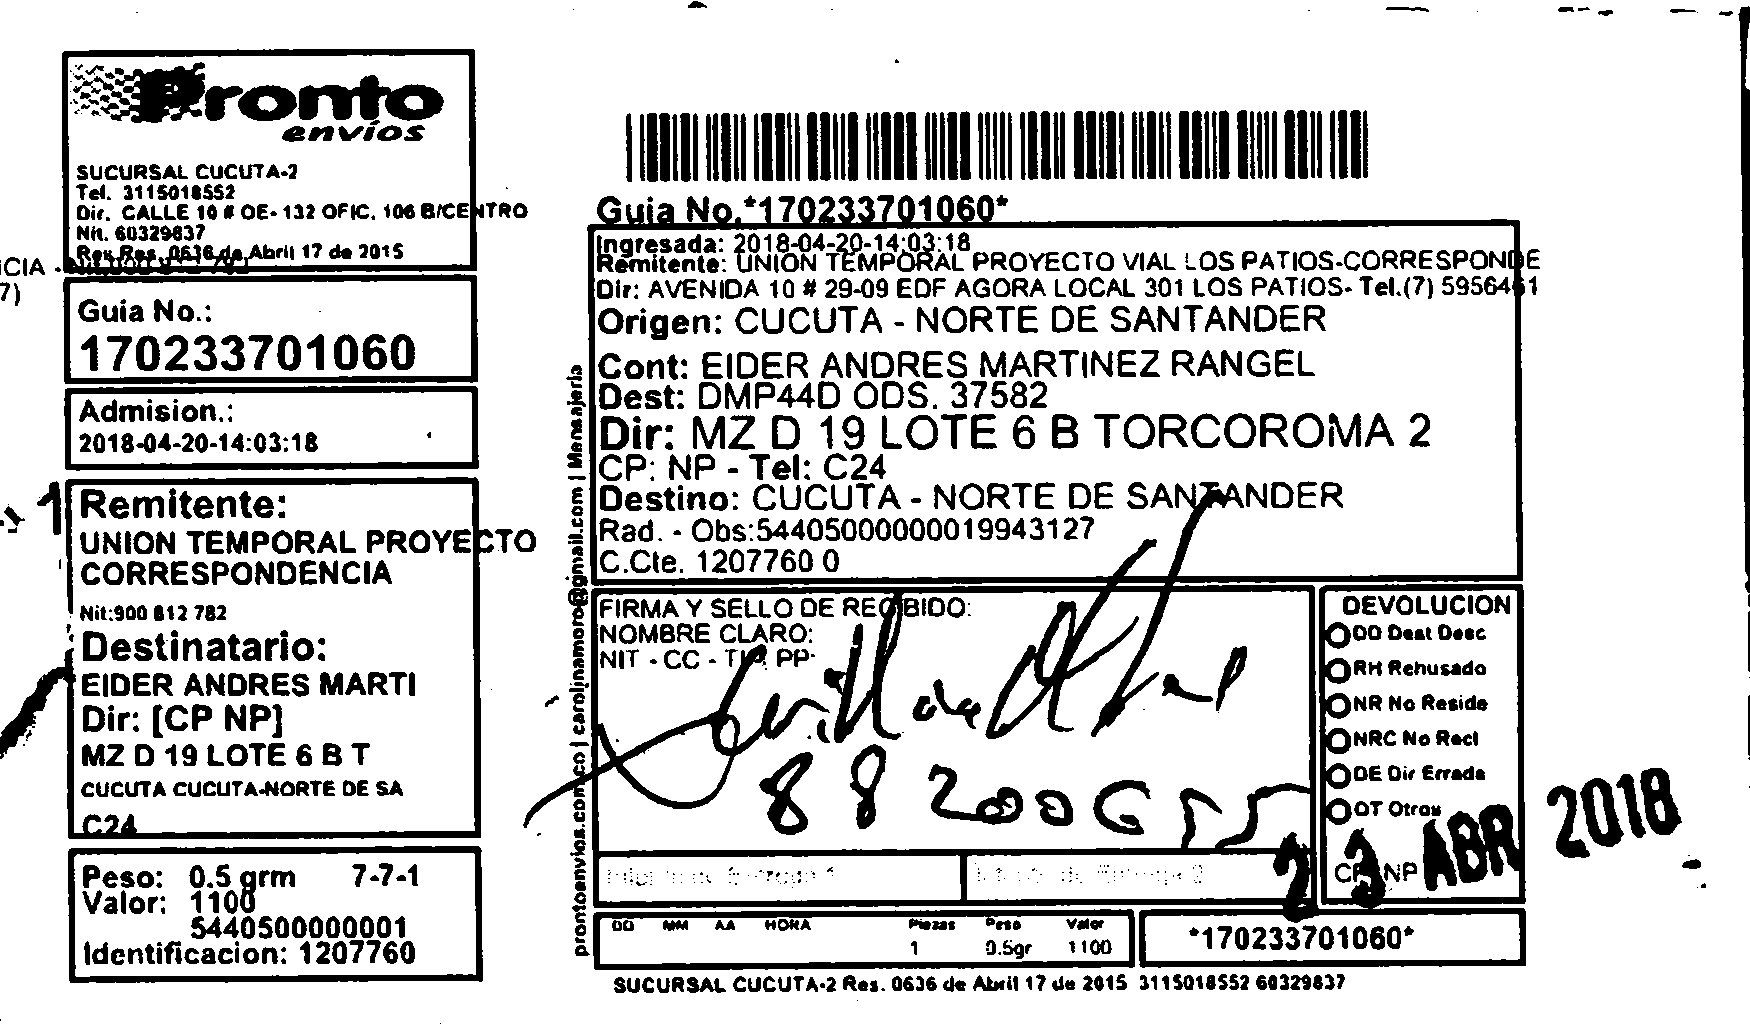 Pronto
envíos
SUCURSAL CUCUTA-2
Tel. 3115018552
Dir. CALLE 10 # OE-132 OFIC. 106 B/CENTRO
Nit. 60329837
Res. 0636 de Abril 17 de 2015
Guia No.:
170233701060
Admision.:
2018-04-20-14:03:18
Remitente:
UNION TEMPORAL PROYECTO
CORRESPONDENCIA
Nit:900 812 782
Destinatario:
EIDER ANDRES MARTI
Dir: [CP NP]
MZ D 19 LOTE 6 B T
CUCUTA CUCUTA-NORTE DE SA
C24
Peso: 0.5 grm 7-7-1
Valor: 1100
5440500000001
Identificacion: 1207760
prontoenvios.com.co | carolinamoro@gmail.com | Mensajeria
Guia No.*170233701060*
Ingresada: 2018-04-20-14:03:18
Remitente: UNION TEMPORAL PROYECTO VIAL LOS PATIOS-CORRESPONDE
Dir: AVENIDA 10 # 29-09 EDF AGORA LOCAL 301 LOS PATIOS- Tel.(7) 5956461
Origen: CUCUTA - NORTE DE SANTANDER
Cont: EIDER ANDRES MARTINEZ RANGEL
Dest: DMP44D ODS. 37582
Dir: MZ D 19 LOTE 6 B TORCOROMA 2
CP: NP - Tel: C24
Destino: CUCUTA - NORTE DE SANTANDER
Rad. - Obs:544050000000019943127
C.Cte. 1207760 0
FIRMA Y SELLO DE RECIBIDO:
NOMBRE CLARO:
NIT - CC - TI - PP
DEVOLUCION
DD Dest Desc
RH Rehusado
NR No Reside
NRC No Recl
DE Dir Errada
OT Otros
CP: NP
23 ABR 2018
DD MM AA HORA Piezas Peso Valor
1 0.5gr 1100
*170233701060*
SUCURSAL CUCUTA-2 Res. 0636 de Abril 17 de 2015 3115018552 60329837